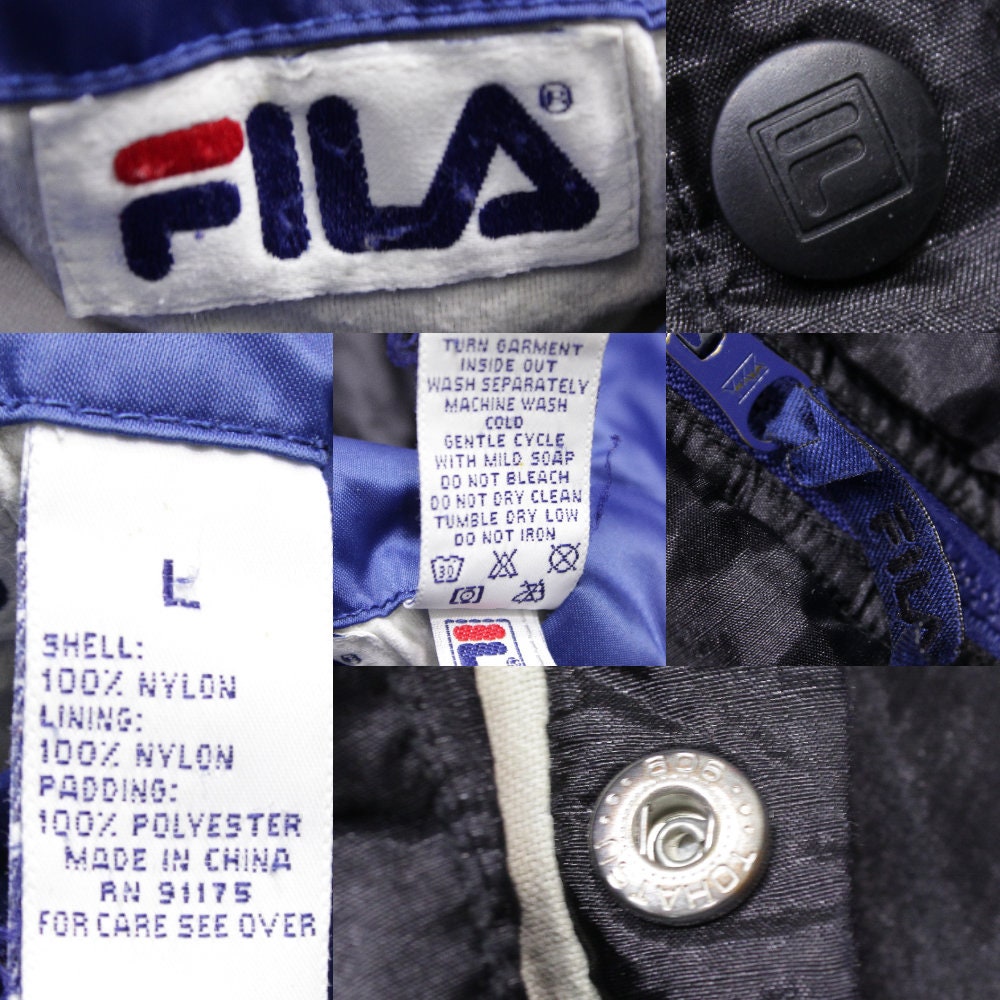 FILA®
TURN GARMENT
INSIDE OUT
WASH SEPARATELY
MACHINE WASH
COLD
GENTLE CYCLE
WITH MILD SOAP
DO NOT BLEACH
DO NOT DRY CLEAN
TUMBLE DRY LOW
DO NOT IRON
30
FILA
L
SHELL:
100% NYLON
LINING:
100% NYLON
PADDING:
100% POLYESTER
MADE IN CHINA
RN 91175
FOR CARE SEE OVER